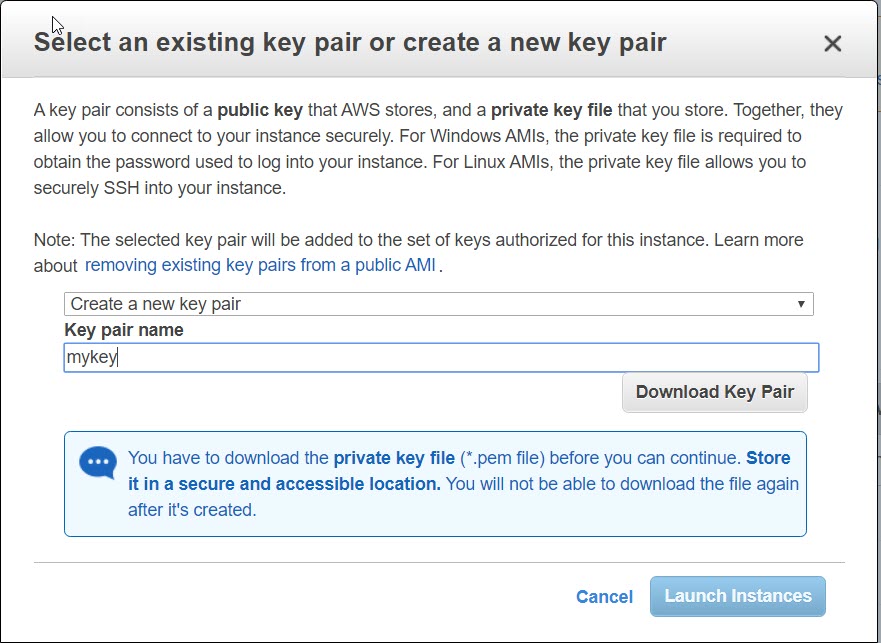 Select an existing key pair or create a new key pair
A key pair consists of a public key that AWS stores, and a private key file that you store. Together, they
allow you to connect to your instance securely. For Windows AMIs, the private key file is required to
obtain the password used to log into your instance. For Linux AMIs, the private key file allows you to
securely SSH into your instance.
Note: The selected key pair will be added to the set of keys authorized for this instance. Learn more
about removing existing key pairs from a public AMI .
Create a new key pair
Key pair name
mykey
Download Key Pair
You have to download the private key file (*.pem file) before you can continue. Store
it in a secure and accessible location. You will not be able to download the file again
after it's created.
Cancel
Launch Instances